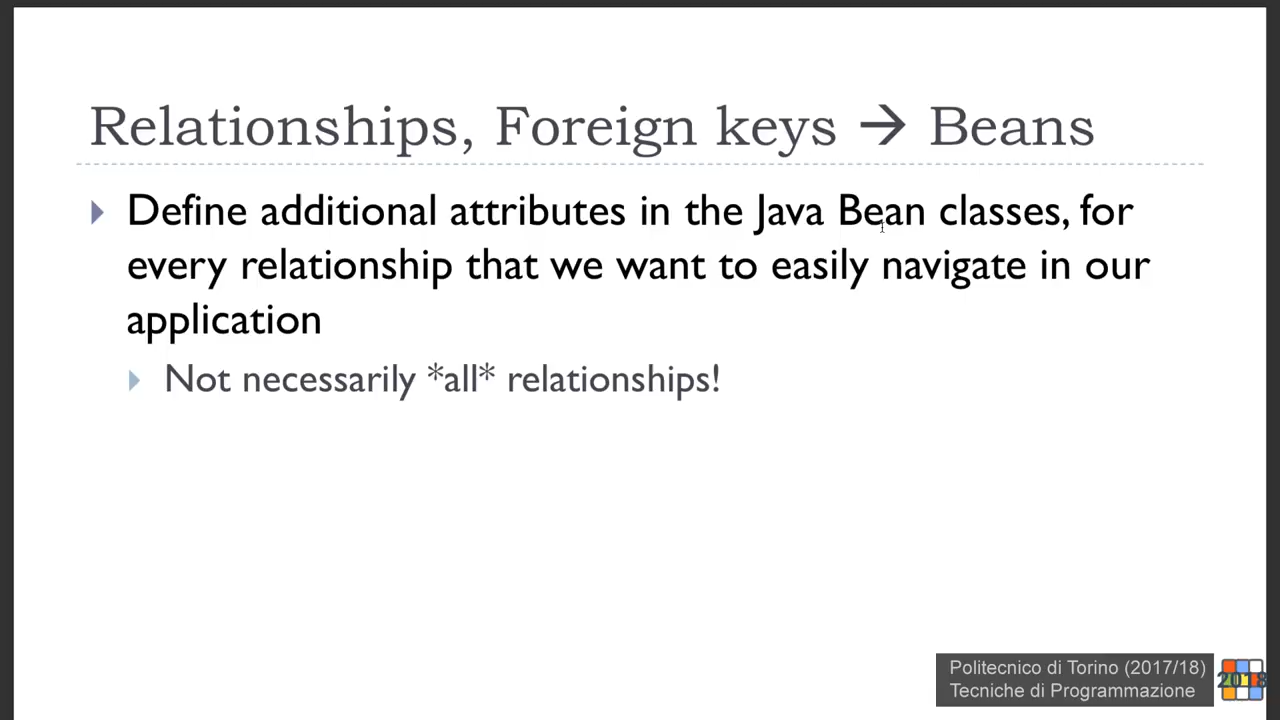 Relationships, Foreign keys → Beans
Define additional attributes in the Java Bean classes, for
every relationship that we want to easily navigate in our
application
Not necessarily *all* relationships!
Politecnico di Torino (2017/18)
Tecniche di Programmazione
2018